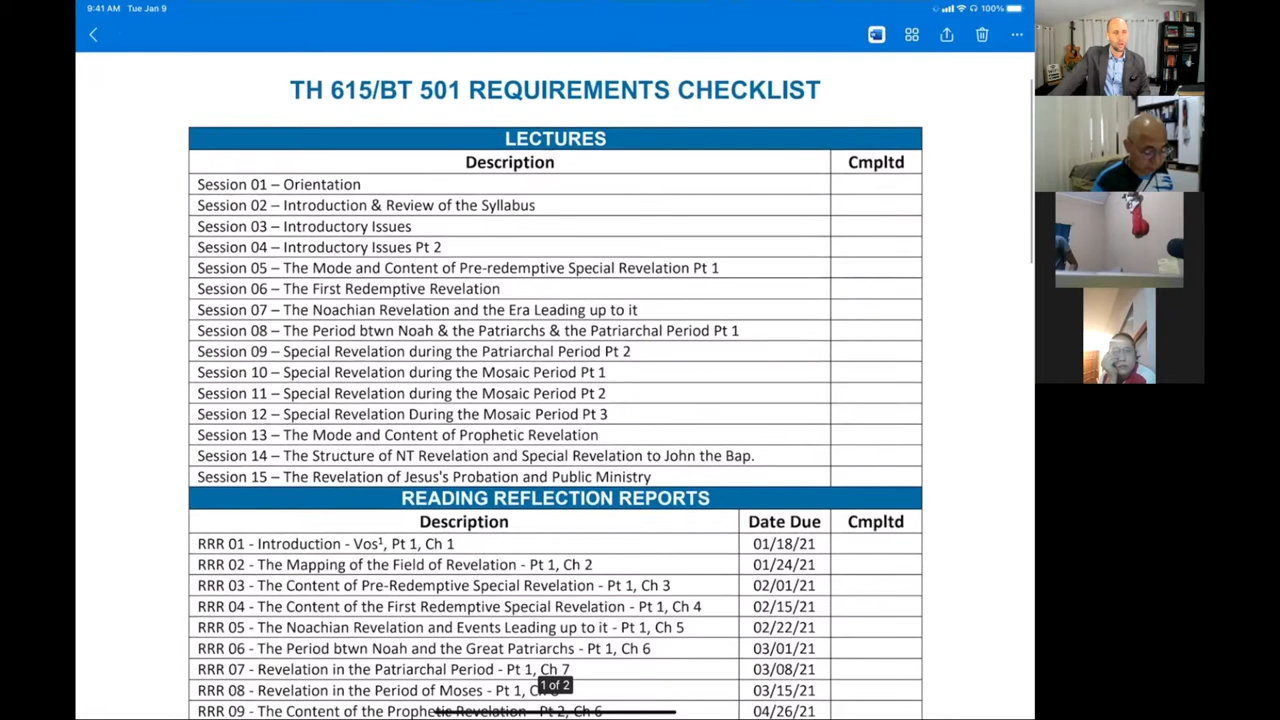 9:41 AM Tue Jan 9
100%
TH 615/BT 501 REQUIREMENTS CHECKLIST
LECTURES
Description Cmpltd
Session 01 – Orientation
Session 02 – Introduction & Review of the Syllabus
Session 03 – Introductory Issues
Session 04 – Introductory Issues Pt 2
Session 05 – The Mode and Content of Pre-redemptive Special Revelation Pt 1
Session 06 – The First Redemptive Revelation
Session 07 – The Noachian Revelation and the Era Leading up to it
Session 08 – The Period btwn Noah & the Patriarchs & the Patriarchal Period Pt 1
Session 09 – Special Revelation during the Patriarchal Period Pt 2
Session 10 – Special Revelation during the Mosaic Period Pt 1
Session 11 – Special Revelation during the Mosaic Period Pt 2
Session 12 – Special Revelation During the Mosaic Period Pt 3
Session 13 – The Mode and Content of Prophetic Revelation
Session 14 – The Structure of NT Revelation and Special Revelation to John the Bap.
Session 15 – The Revelation of Jesus's Probation and Public Ministry
READING REFLECTION REPORTS
Description Date Due Cmpltd
RRR 01 - Introduction - Vos¹, Pt 1, Ch 1 01/18/21
RRR 02 - The Mapping of the Field of Revelation - Pt 1, Ch 2 01/24/21
RRR 03 - The Content of Pre-Redemptive Special Revelation - Pt 1, Ch 3 02/01/21
RRR 04 - The Content of the First Redemptive Special Revelation - Pt 1, Ch 4 02/15/21
RRR 05 - The Noachian Revelation and Events Leading up to it - Pt 1, Ch 5 02/22/21
RRR 06 - The Period btwn Noah and the Great Patriarchs - Pt 1, Ch 6 03/01/21
RRR 07 - Revelation in the Patriarchal Period - Pt 1, Ch 7 03/08/21
RRR 08 - Revelation in the Period of Moses - Pt 1, 03/15/21
1 of 2
RRR 09 - The Content of the Prophetic Revelation - Pt 2, Ch 6 04/26/21